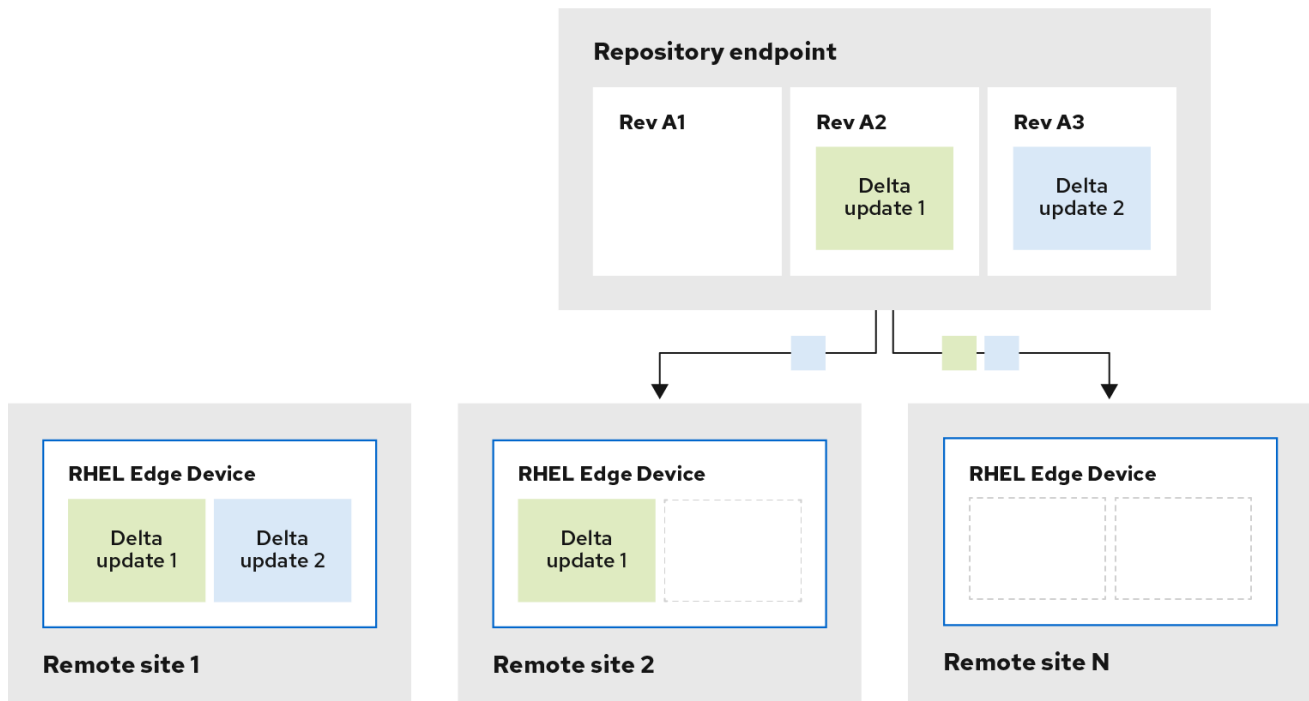 Repository endpoint
Rev A1
Rev A2
Rev A3
Delta
update 1
Delta
update 2
RHEL Edge Device
Delta
update 1
Delta
update 2
Remote site 1
RHEL Edge Device
Delta
update 1
Remote site 2
RHEL Edge Device
Remote site N